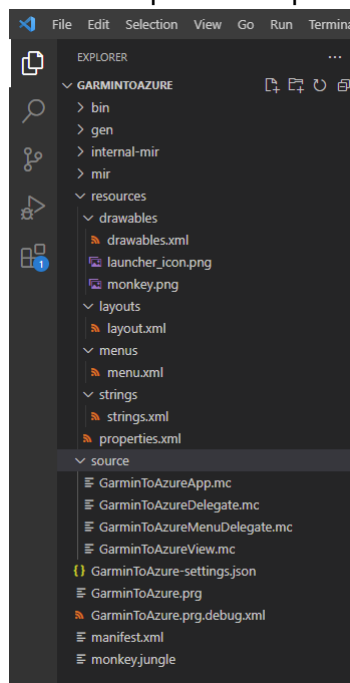 File Edit Selection View Go Run Termina
EXPLORER
GARMINTOAZURE
bin
gen
internal-mir
mir
resources
drawables
drawables.xml
launcher_icon.png
monkey.png
layouts
layout.xml
menus
menu.xml
strings
strings.xml
properties.xml
source
GarminToAzureApp.mc
GarminToAzureDelegate.mc
GarminToAzureMenuDelegate.mc
GarminToAzureView.mc
{} GarminToAzure-settings.json
GarminToAzure.prg
GarminToAzure.prg.debug.xml
manifest.xml
monkey.jungle
1